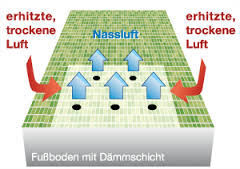 erhitzte,
trockene
Luft
Nassluft
erhitzte,
trockene
Luft
Fußboden mit Dämmschicht